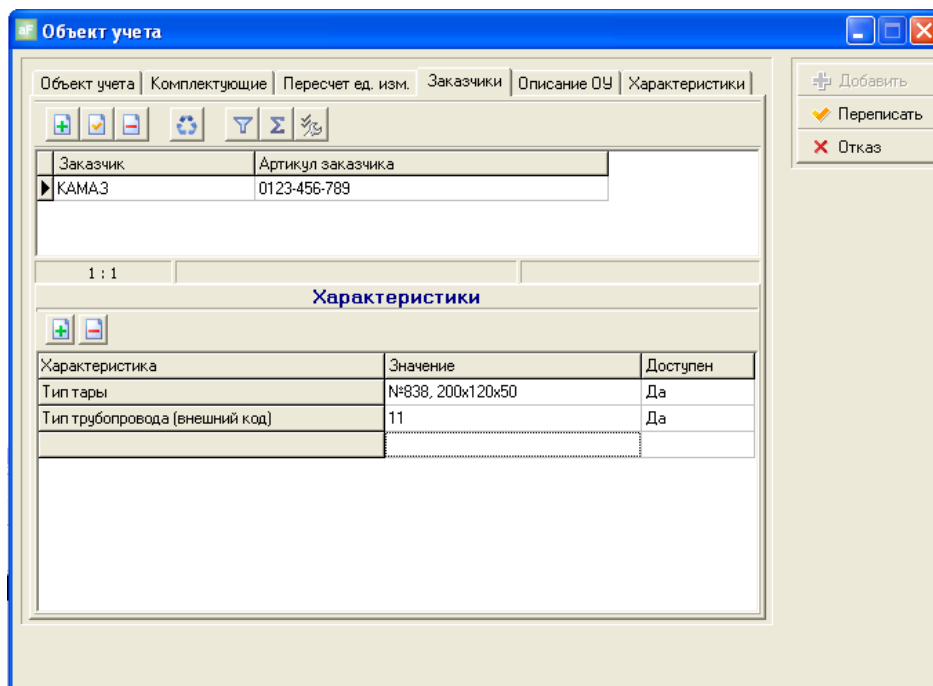 aF Объект учета
Объект учета Комплектующие Пересчет ед. изм. Заказчики Описание ОУ Характеристики
Добавить
Переписать
Отказ
Заказчик Артикул заказчика
КАМАЗ 0123-456-789
1 : 1
Характеристики
Характеристика Значение Доступен
Тип тары №838, 200x120x50 Да
Тип трубопровода (внешний код) 11 Да